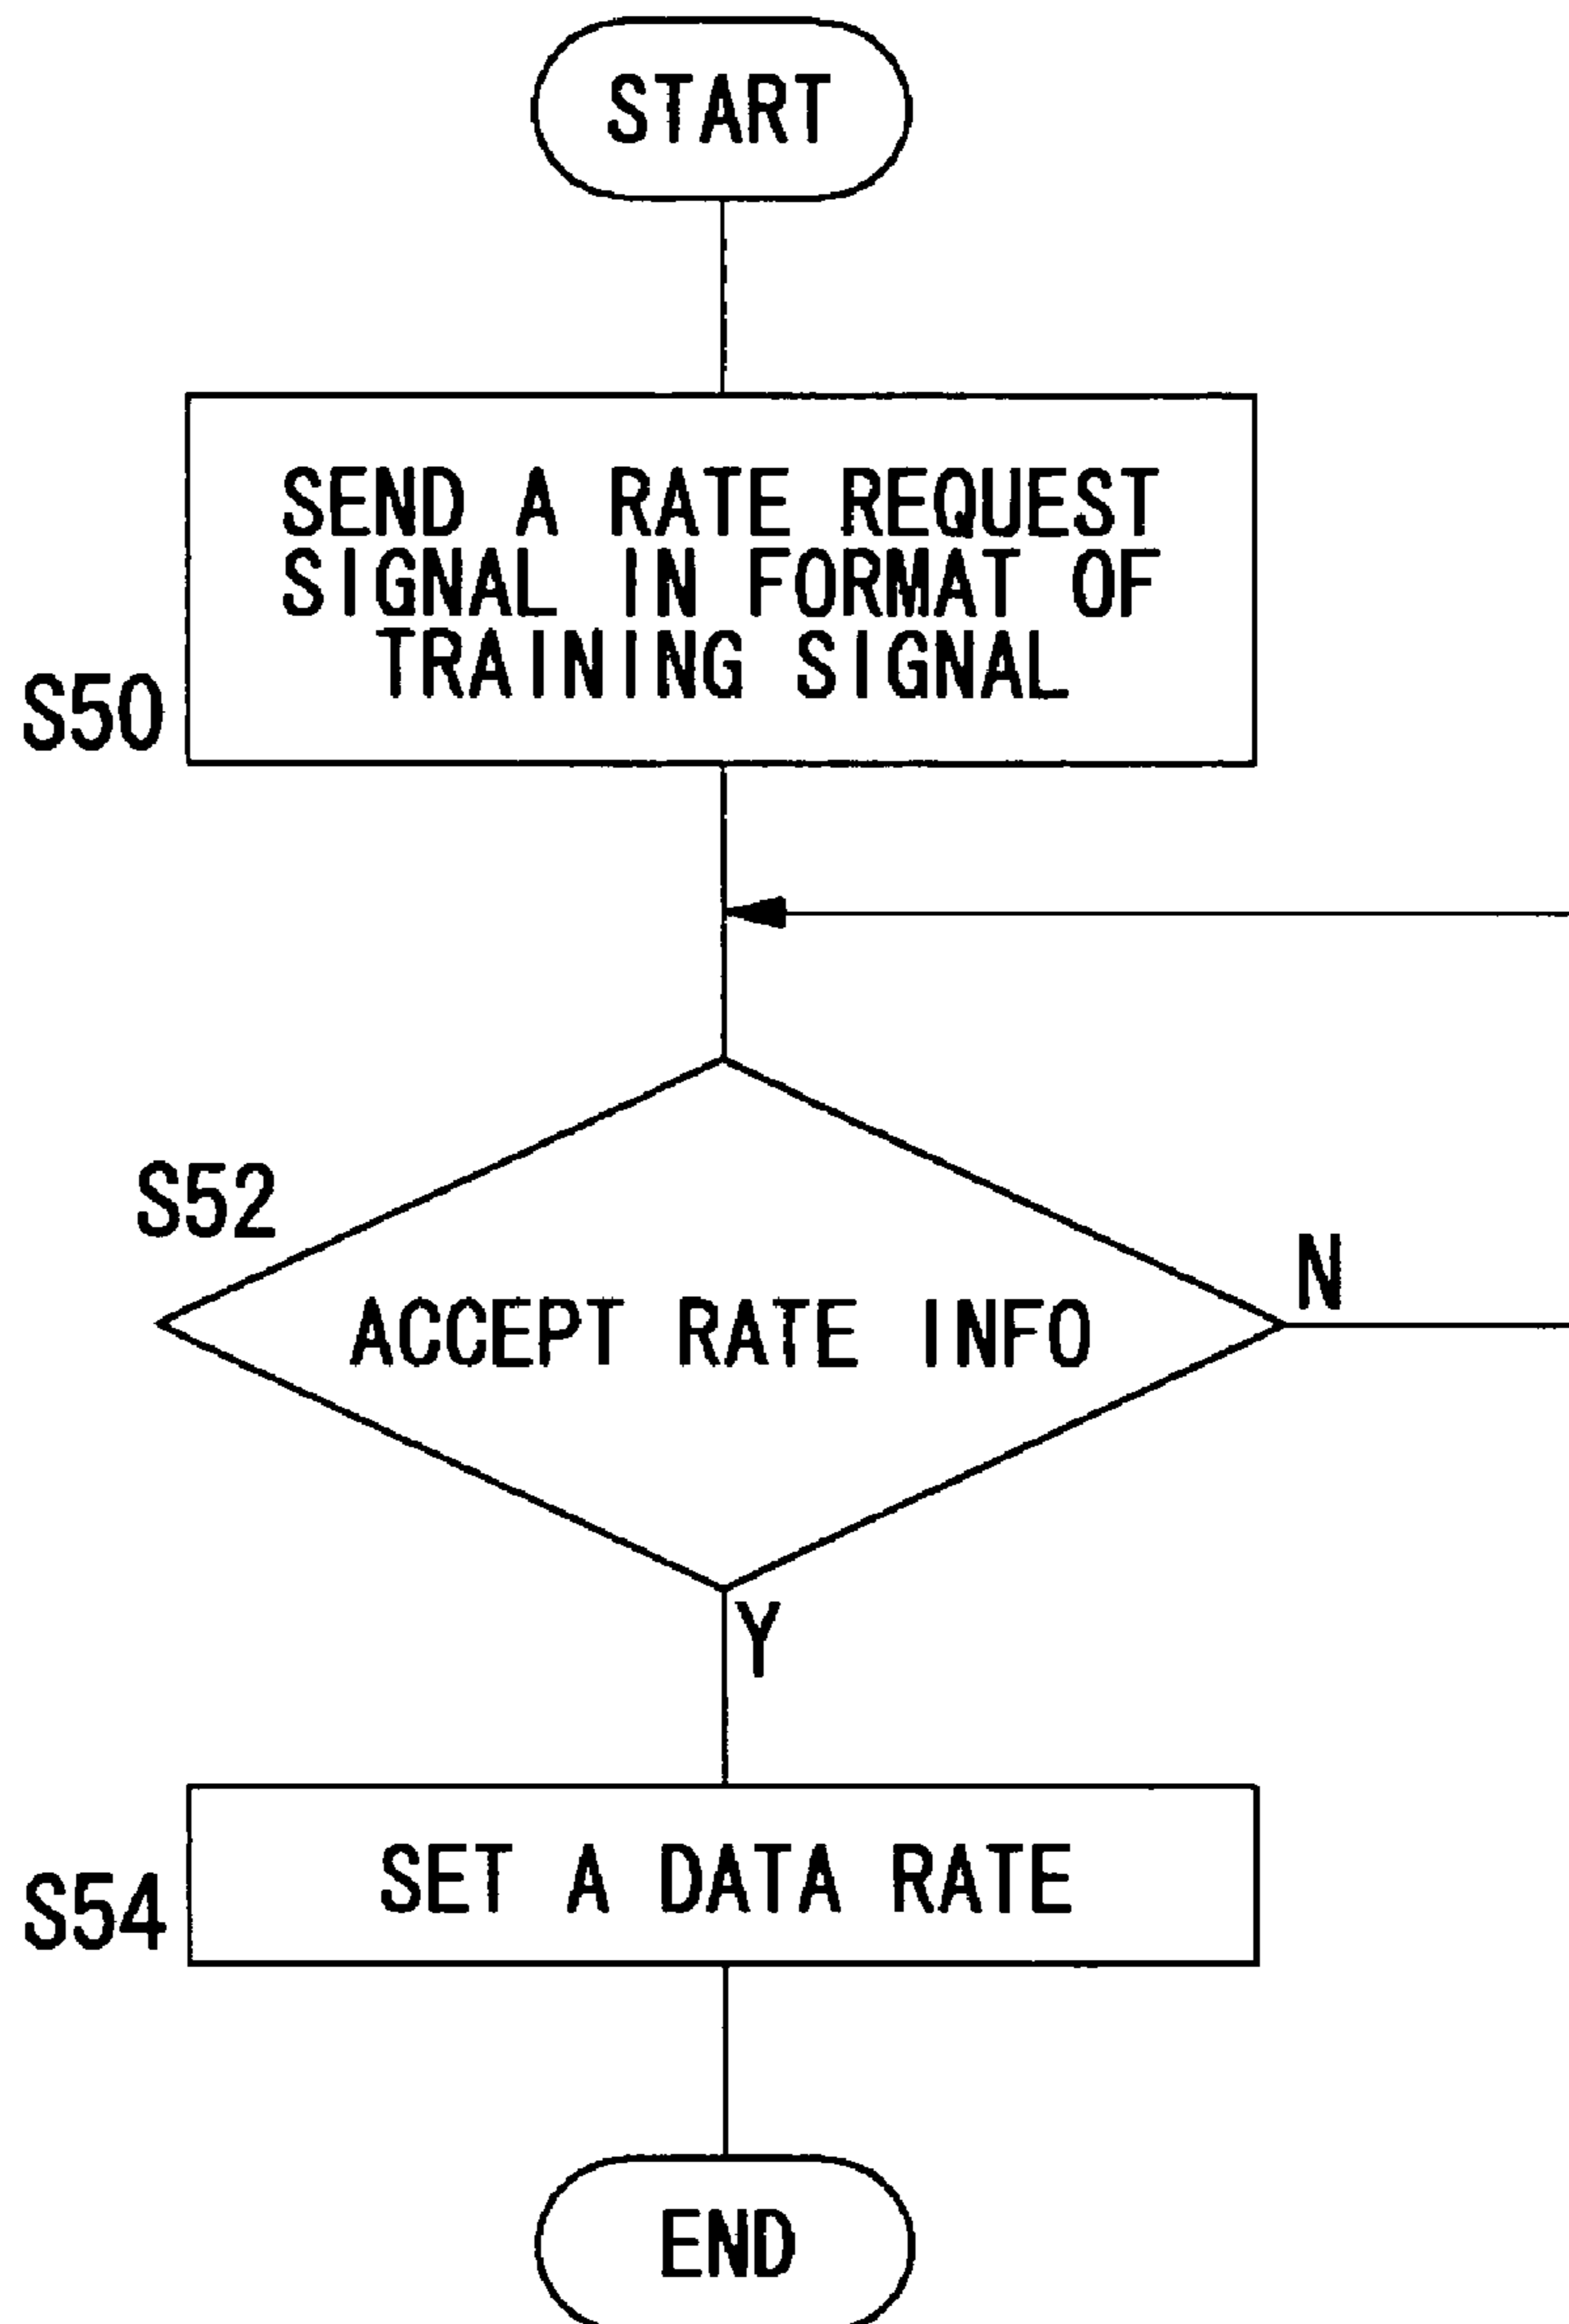 START
SEND A RATE REQUEST
SIGNAL IN FORMAT OF
TRAINING SIGNAL
S50
S52
N
ACCEPT RATE INFO
Y
SET A DATA RATE
S54
END